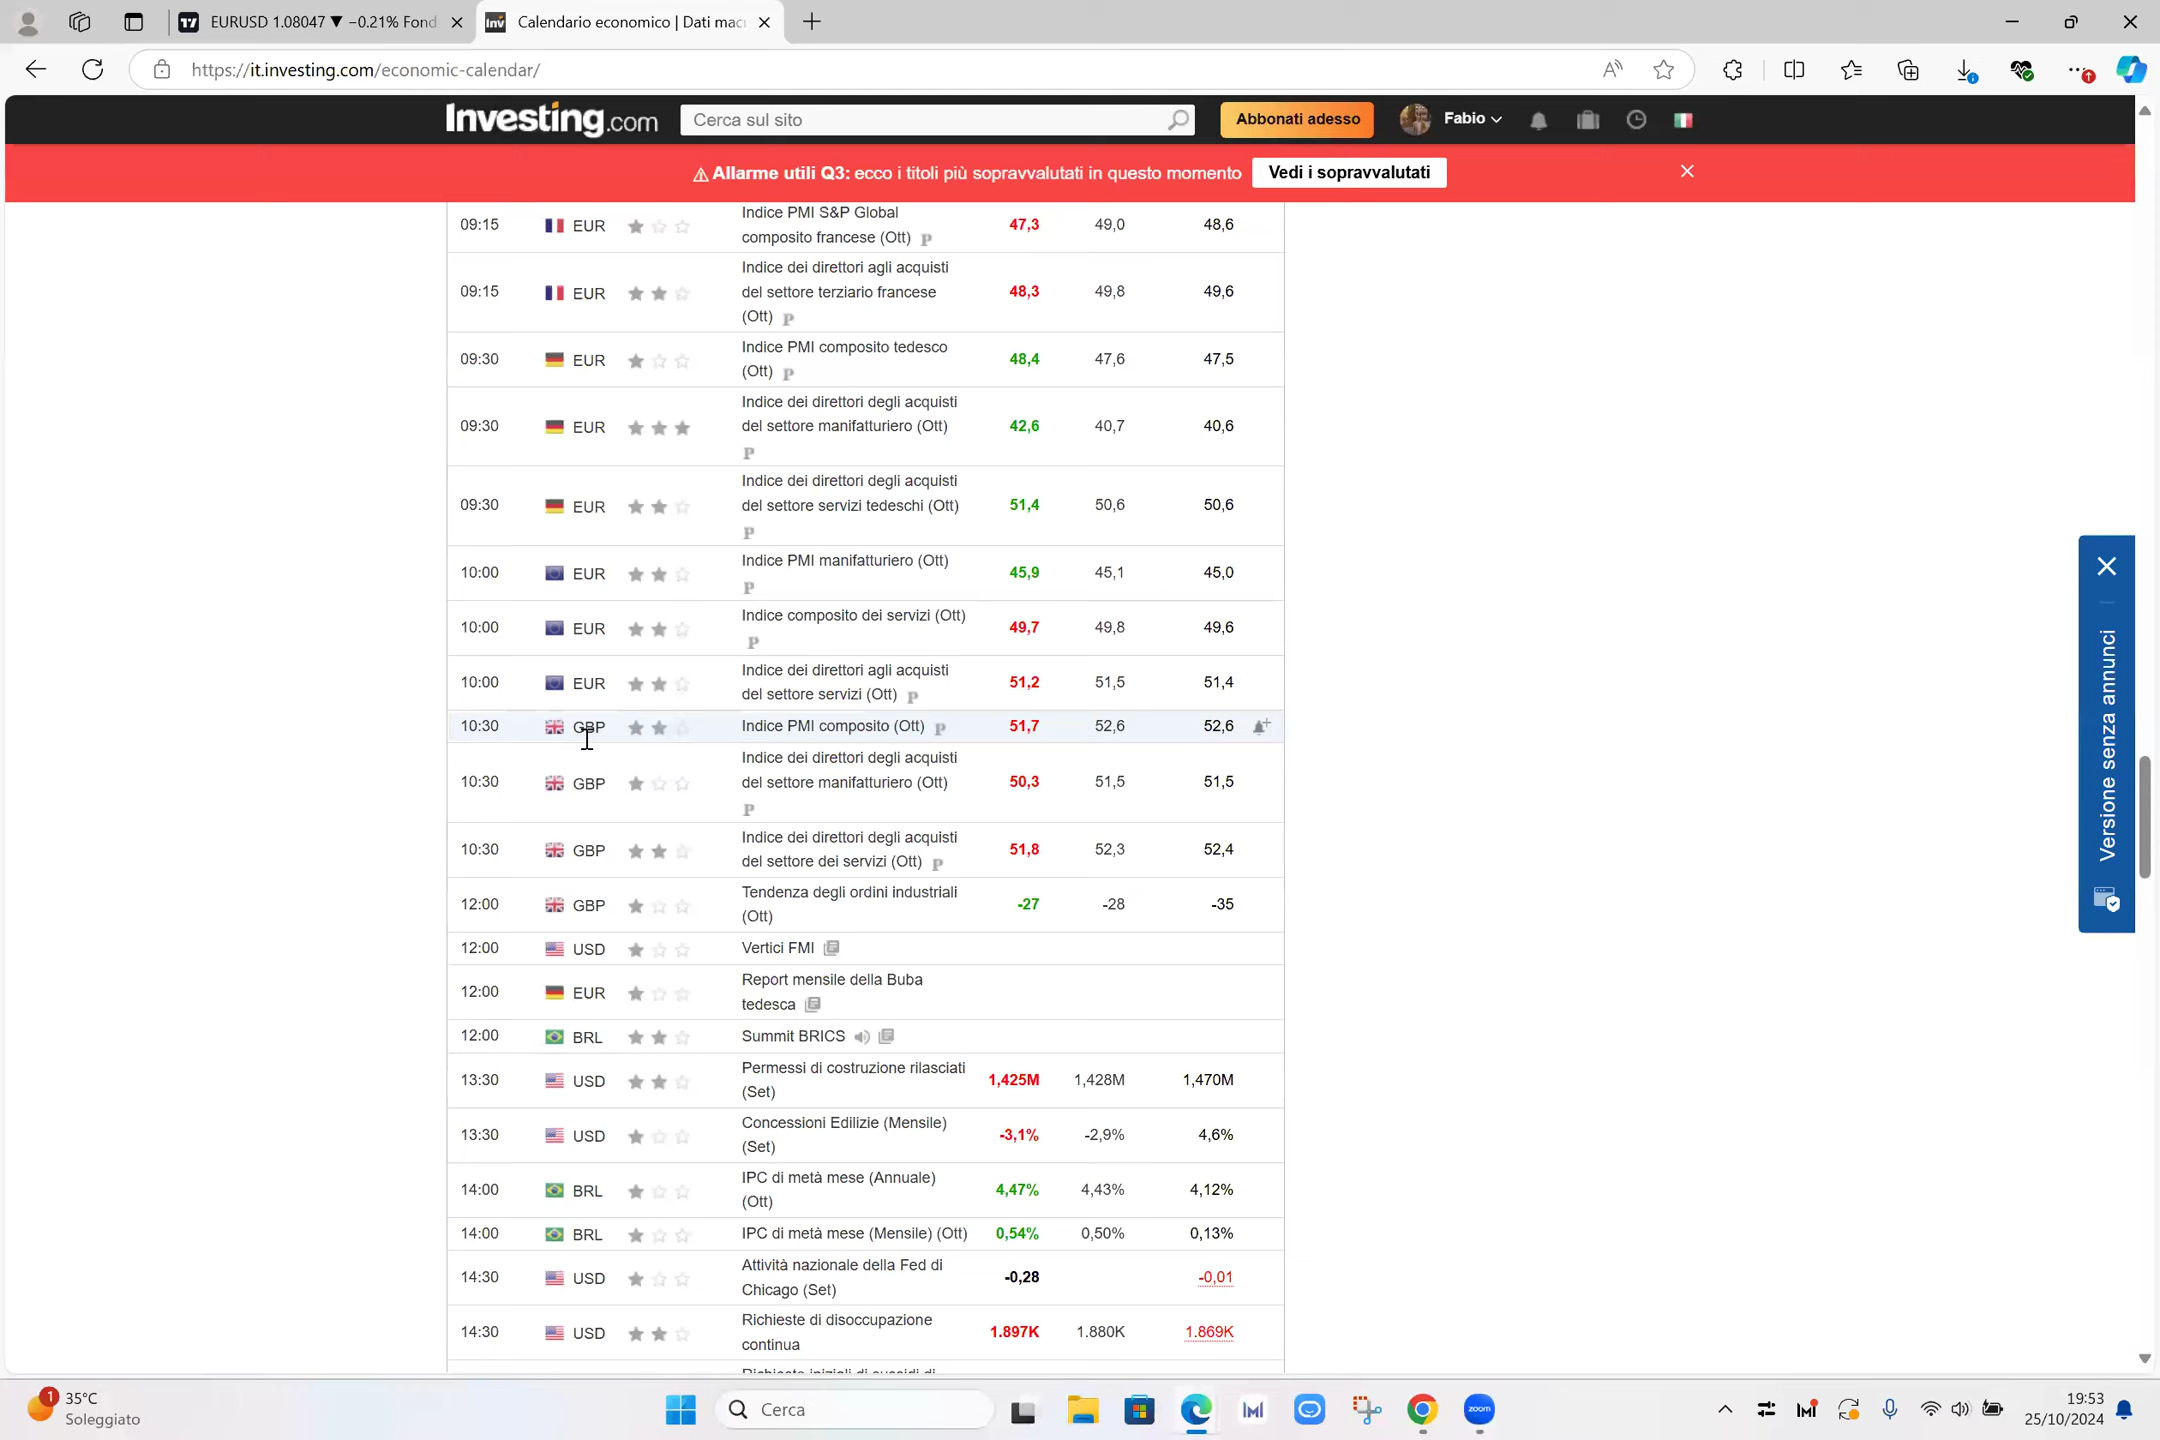 EURUSD 1.08047 ▼ −0.21% Fond
Calendario economico | Dati mac
https://it.investing.com/economic-calendar/
Investing.com
Cerca sul sito
Abbonati adesso
Fabio
Allarme utili Q3: ecco i titoli più sopravvalutati in questo momento
Vedi i sopravvalutati
09:15 EUR Indice PMI S&P Global 47,3 49,0 48,6
composito francese (Ott) P
Indice dei direttori agli acquisti
09:15 EUR del settore terziario francese 48,3 49,8 49,6
(Ott) P
09:30 EUR Indice PMI composito tedesco 48,4 47,6 47,5
(Ott) P
Indice dei direttori degli acquisti
09:30 EUR del settore manifatturiero (Ott) 42,6 40,7 40,6
P
Indice dei direttori degli acquisti
09:30 EUR del settore servizi tedeschi (Ott) 51,4 50,6 50,6
P
10:00 EUR Indice PMI manifatturiero (Ott) 45,9 45,1 45,0
P
10:00 EUR Indice composito dei servizi (Ott) 49,7 49,8 49,6
P
10:00 EUR Indice dei direttori agli acquisti 51,2 51,5 51,4
del settore servizi (Ott) P
10:30 GBP Indice PMI composito (Ott) P 51,7 52,6 52,6
Indice dei direttori degli acquisti
10:30 GBP del settore manifatturiero (Ott) 50,3 51,5 51,5
P
10:30 GBP Indice dei direttori degli acquisti 51,8 52,3 52,4
del settore dei servizi (Ott) P
12:00 GBP Tendenza degli ordini industriali -27 -28 -35
(Ott)
12:00 USD Vertici FMI
12:00 EUR Report mensile della Buba
tedesca
12:00 BRL Summit BRICS
13:30 USD Permessi di costruzione rilasciati 1,425M 1,428M 1,470M
(Set)
13:30 USD Concessioni Edilizie (Mensile) -3,1% -2,9% 4,6%
(Set)
14:00 BRL IPC di metà mese (Annuale) 4,47% 4,43% 4,12%
(Ott)
14:00 BRL IPC di metà mese (Mensile) (Ott) 0,54% 0,50% 0,13%
14:30 USD Attività nazionale della Fed di -0,28 -0,01
Chicago (Set)
14:30 USD Richieste di disoccupazione 1.897K 1.880K 1.869K
continua
Versione senza annunci
1
35°C
Soleggiato
Cerca
zoom
19:53
25/10/2024